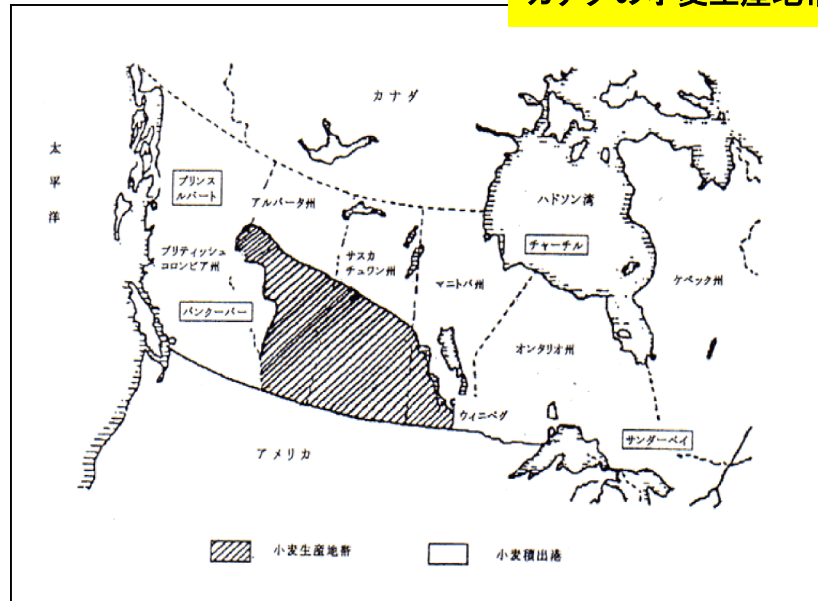 カナダの小麦生産地帯
カナダ
太平洋
プリンス
ルパート
アルバータ州
ハドソン湾
チャーチル
ブリティッシュ
コロンビア州
サスカ
チュワン州
マニトバ州
ケベック州
バンクーバー
オンタリオ州
ウィニペグ
サンダーベイ
アメリカ
小麦生産地帯
小麦積出港